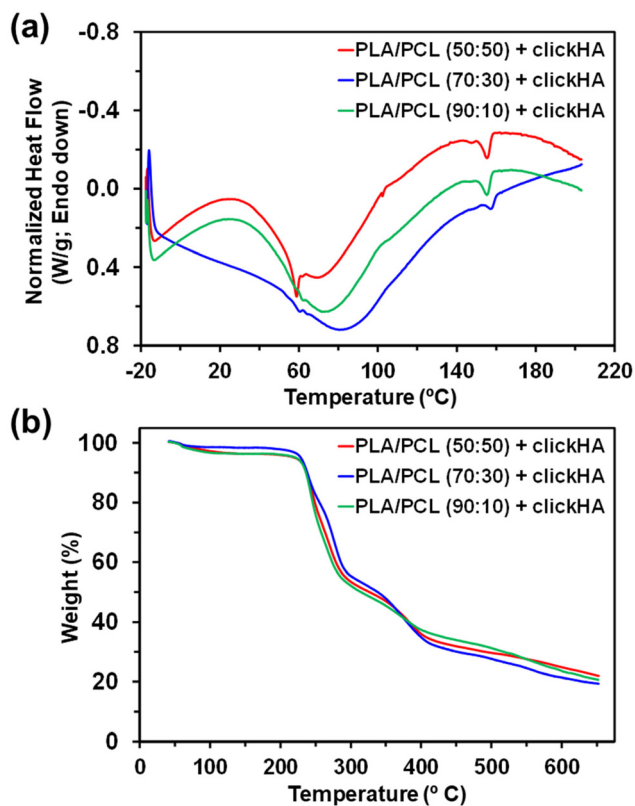 (a)
-0.8
-0.4
0.0
0.4
0.8
Normalized Heat Flow
(W/g; Endo down)
PLA/PCL (50:50) + clickHA
PLA/PCL (70:30) + clickHA
PLA/PCL (90:10) + clickHA
-20 20 60 100 140 180 220
Temperature (ºC)
(b)
100
80
60
40
20
0
Weight (%)
PLA/PCL (50:50) + clickHA
PLA/PCL (70:30) + clickHA
PLA/PCL (90:10) + clickHA
0 100 200 300 400 500 600
Temperature (º C)